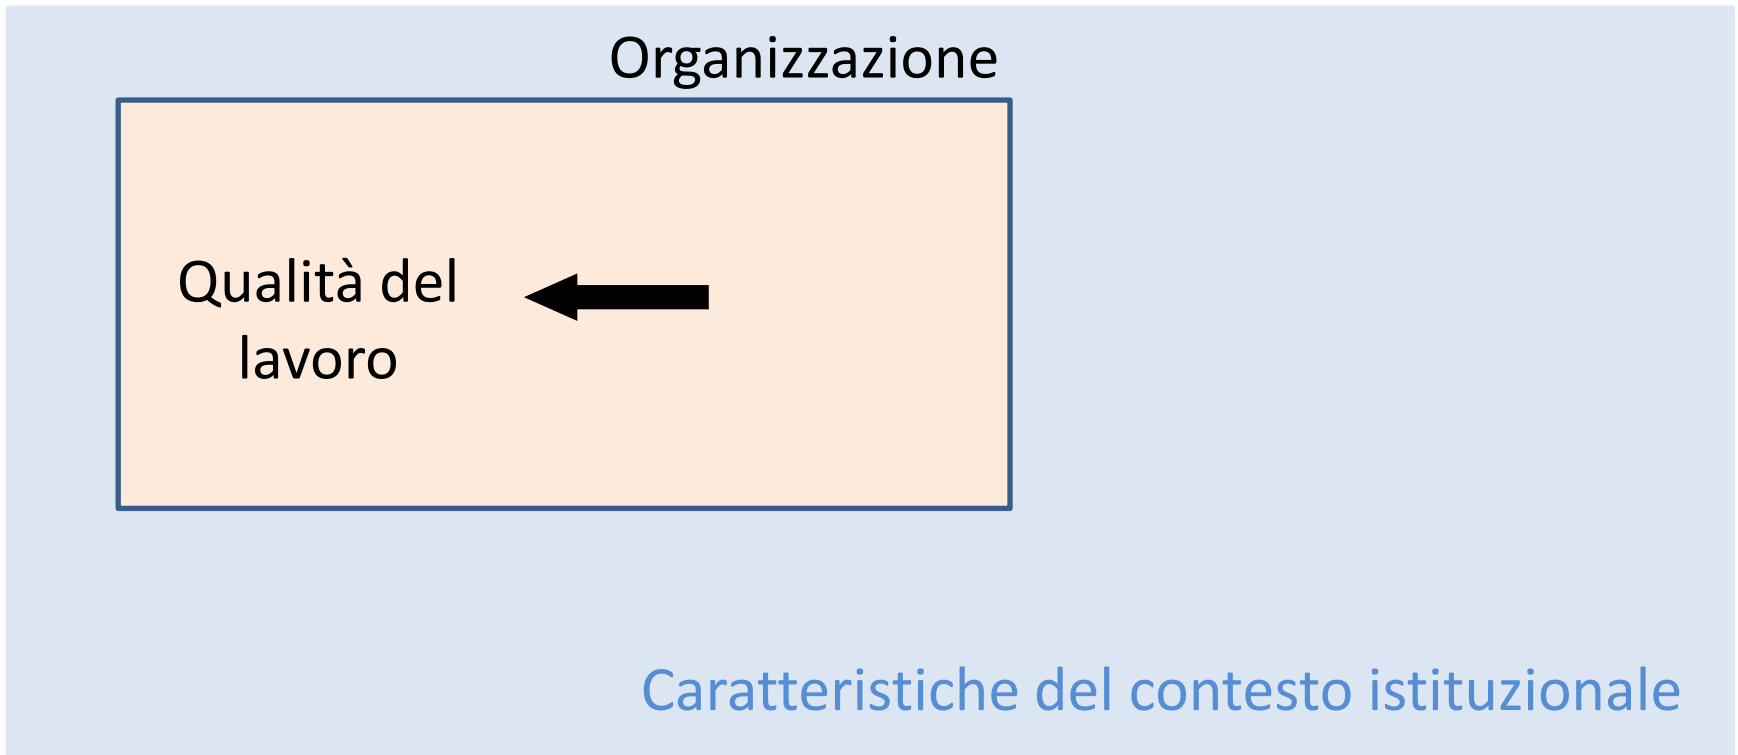 Organizzazione
Qualità del
lavoro
Caratteristiche del contesto istituzionale